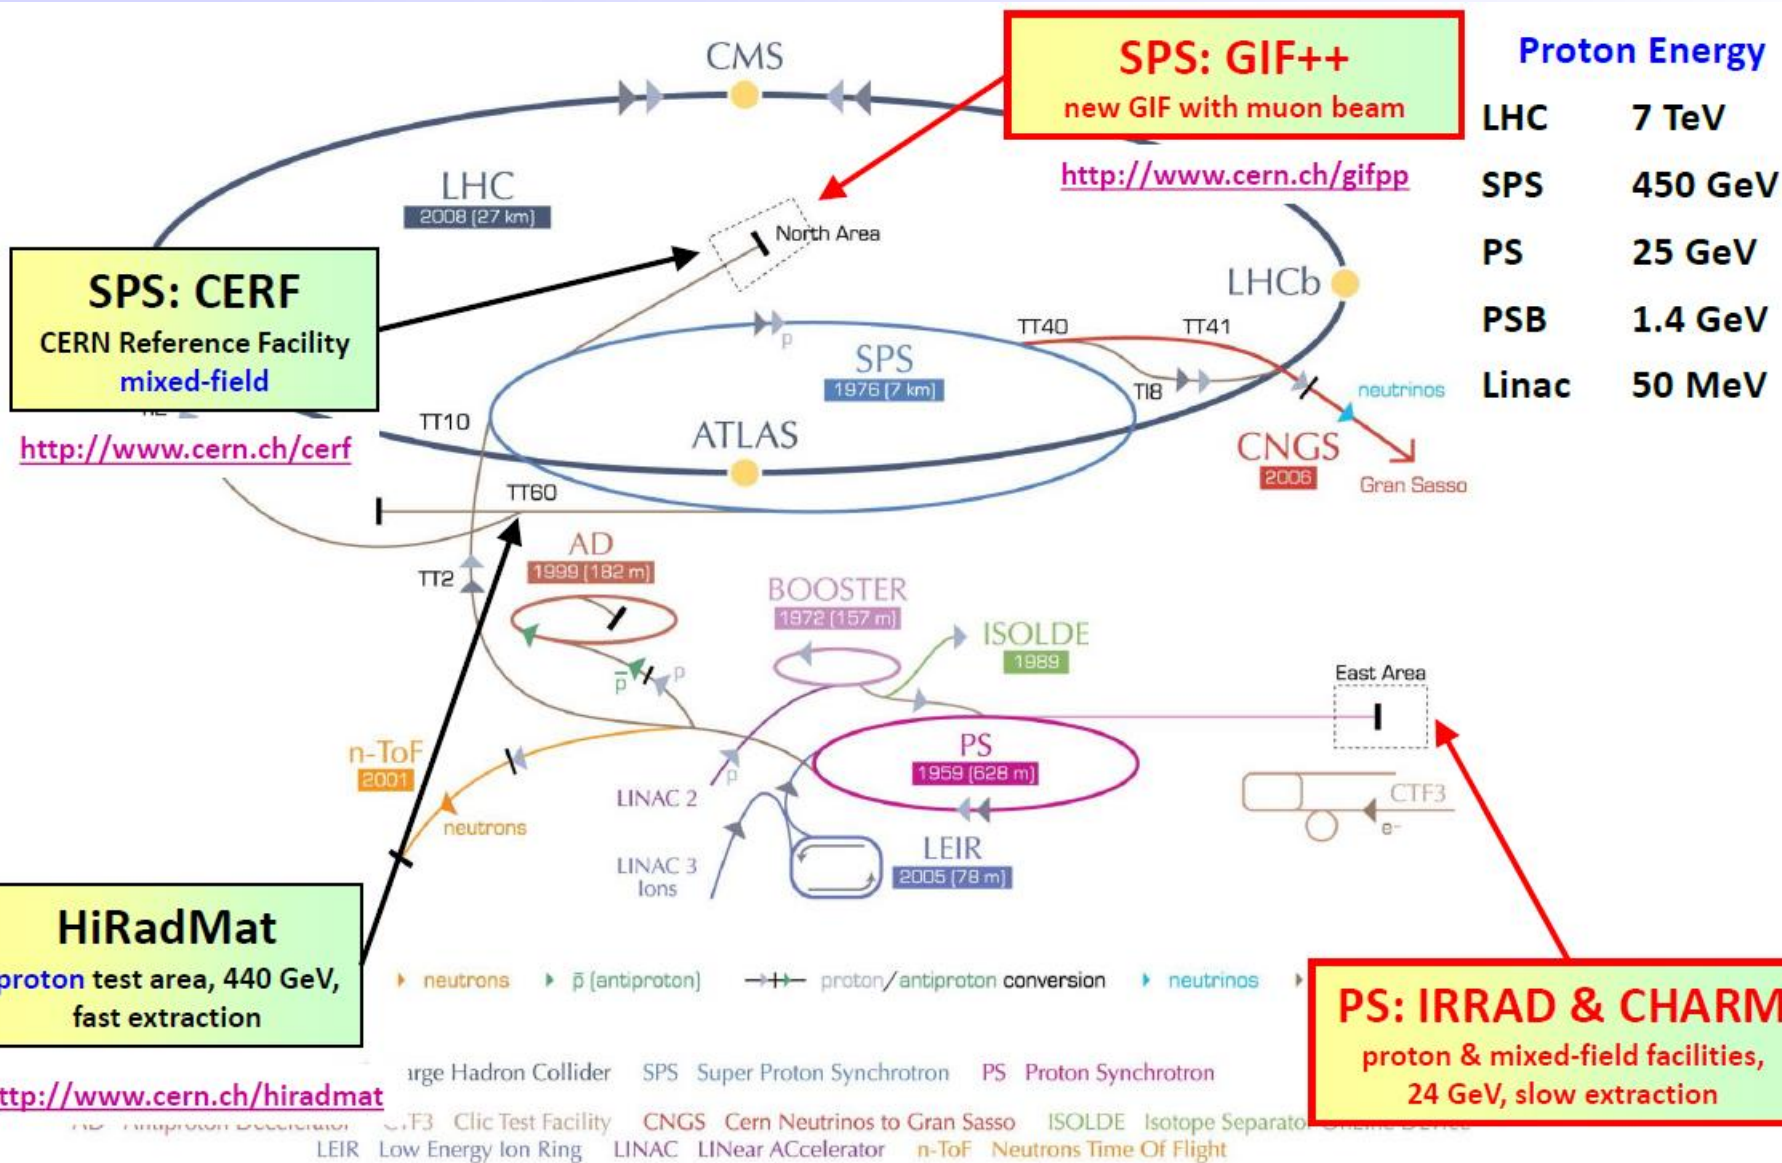 CMS
SPS: GIF++
new GIF with muon beam
http://www.cern.ch/gifpp
Proton Energy
LHC 7 TeV
SPS 450 GeV
PS 25 GeV
PSB 1.4 GeV
Linac 50 MeV
LHC
2008 (27 km)
North Area
SPS: CERF
CERN Reference Facility
mixed-field
http://www.cern.ch/cerf
LHCb
TT40
TT41
p
SPS
1976 (7 km)
TI8
neutrinos
TT10
ATLAS
CNGS
2006
Gran Sasso
TT60
AD
1999 (182 m)
TT2
BOOSTER
1972 (157 m)
ISOLDE
1989
East Area
p̅
p
n-ToF
2001
PS
1959 (628 m)
p
LINAC 2
neutrons
CTF3
e-
LINAC 3
Ions
LEIR
2005 (78 m)
HiRadMat
proton test area, 440 GeV,
fast extraction
ttp://www.cern.ch/hiradmat
neutrons p̅ (antiproton) proton/antiproton conversion neutrinos
PS: IRRAD & CHARM
proton & mixed-field facilities,
24 GeV, slow extraction
arge Hadron Collider SPS Super Proton Synchrotron PS Proton Synchrotron
AD Antiproton Decelerator CTF3 Clic Test Facility CNGS Cern Neutrinos to Gran Sasso ISOLDE Isotope Separator
LEIR Low Energy Ion Ring LINAC LINear ACcelerator n-ToF Neutrons Time Of Flight